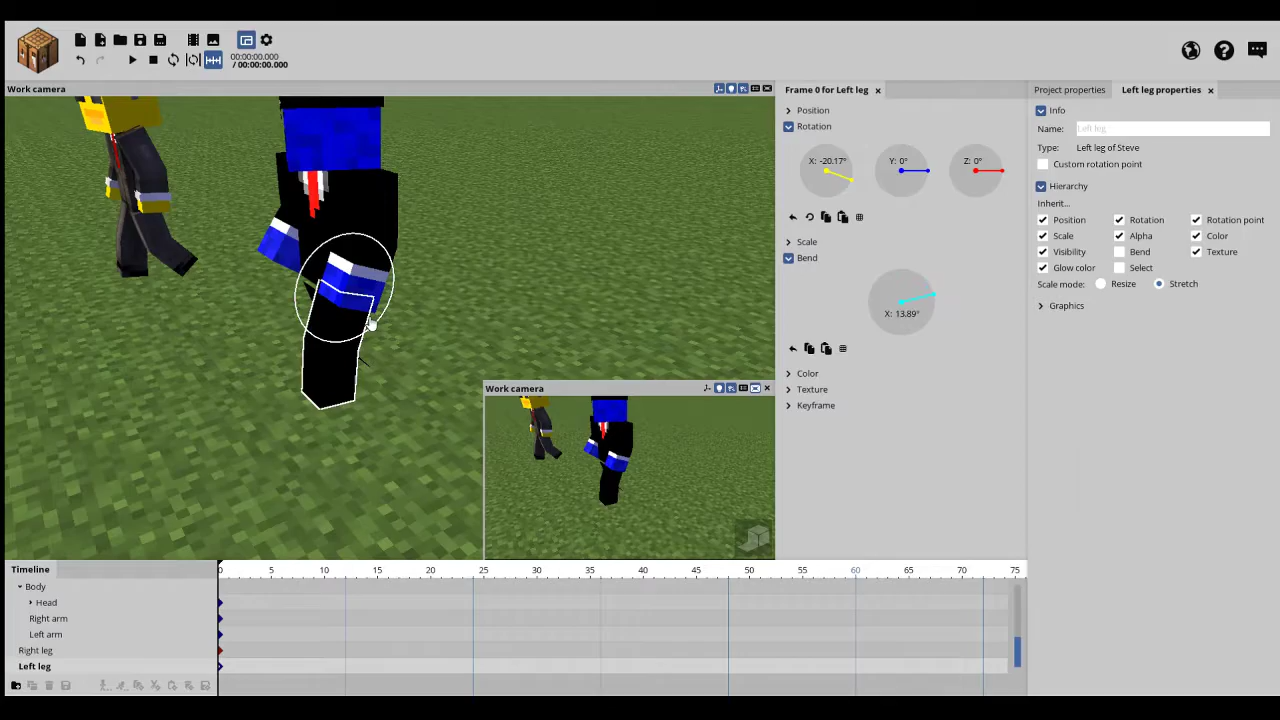 00:00:00.000
/ 00:00:00.000
Work camera
Work camera
Frame 0 for Left leg
Position
Rotation
X: -20.17°
Y: 0°
Z: 0°
Scale
Bend
X: 13.89°
Color
Texture
Keyframe
Project properties
Left leg properties
Info
Name: Left leg
Type: Left leg of Steve
Custom rotation point
Hierarchy
Inherit...
Position Rotation Rotation point
Scale Alpha Color
Visibility Bend Texture
Glow color Select
Scale mode: Resize Stretch
Graphics
Timeline
0 5 10 15 20 25 30 35 40 45 50 55 60 65 70 75
Body
Head
Right arm
Left arm
Right leg
Left leg